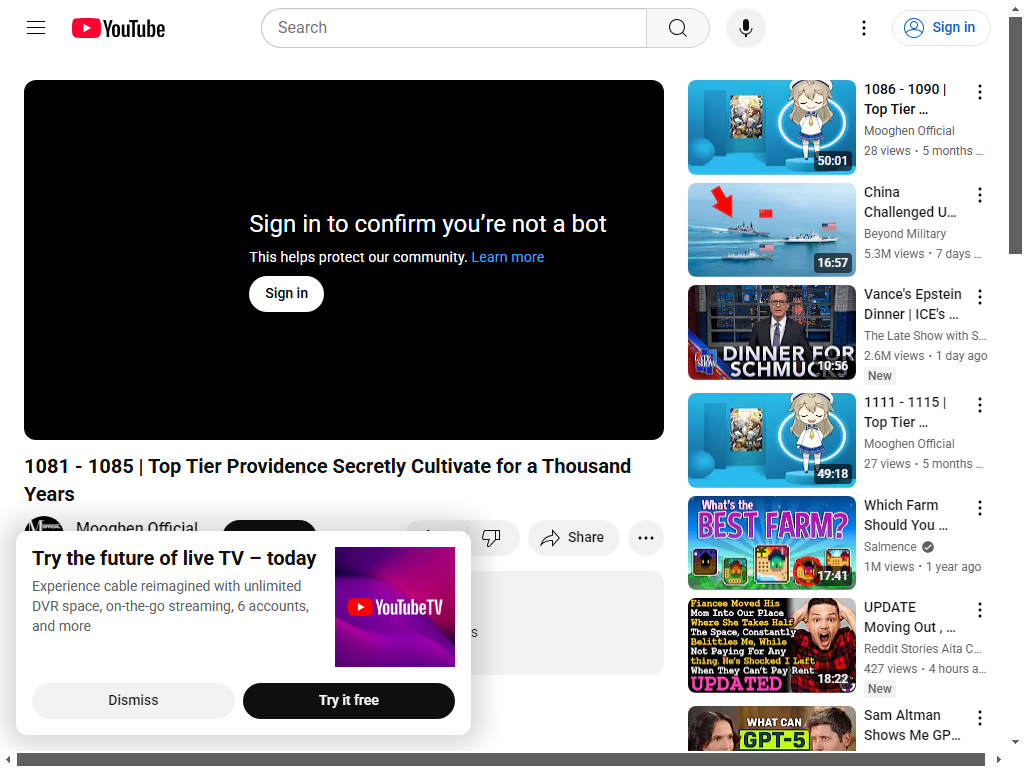 YouTube
Search
Sign in
Sign in to confirm you’re not a bot
This helps protect our community. Learn more
Sign in
1081 - 1085 | Top Tier Providence Secretly Cultivate for a Thousand
Years
Mooghen Official
Share
Try the future of live TV – today
Experience cable reimagined with unlimited
DVR space, on-the-go streaming, 6 accounts,
and more
YouTubeTV
Dismiss
Try it free
1086 - 1090 |
Top Tier ...
Mooghen Official
28 views • 5 months ...
50:01
China
Challenged U...
Beyond Military
5.3M views • 7 days ...
16:57
Vance's Epstein
Dinner | ICE's ...
The Late Show with S...
2.6M views • 1 day ago
New
LATE SHOW
DINNER FOR
SCHMUCKS
10:56
1111 - 1115 |
Top Tier ...
Mooghen Official
27 views • 5 months ...
49:18
Which Farm
Should You ...
Salmence
1M views • 1 year ago
What's the
BEST FARM?
17:41
UPDATE
Moving Out , ...
Reddit Stories Aita C...
427 views • 4 hours a...
New
Fiancee Moved His
Mom Into Our Place
Where She Takes Half
The Space, Constantly
Belittles Me, While
Not Paying For Any
thing. He's Shocked I Left
When They Can't Pay Rent
UPDATED
18:22
Sam Altman
Shows Me GP...
WHAT CAN
GPT-5